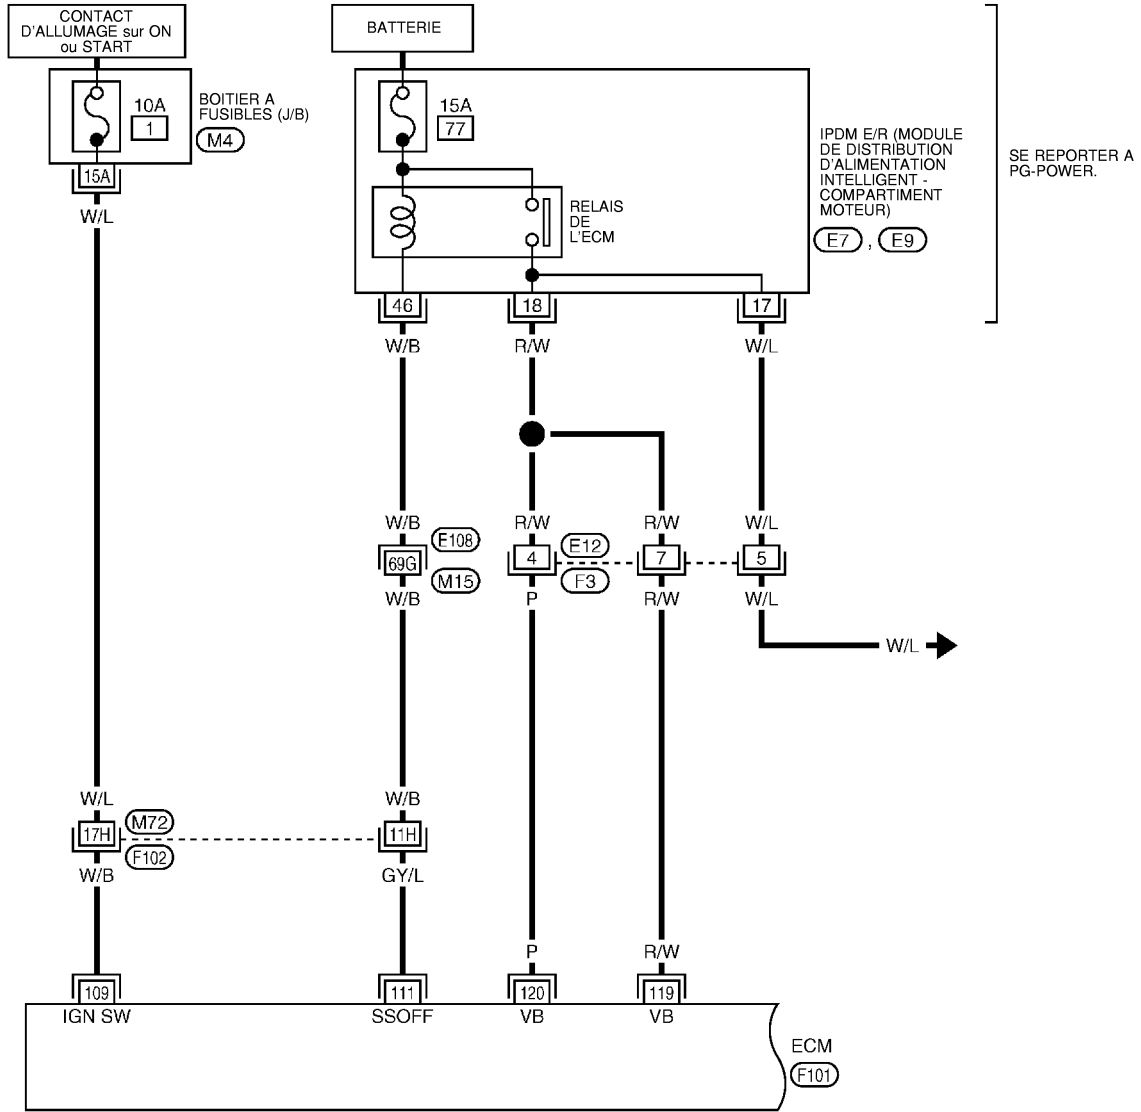 CONTACT
D'ALLUMAGE sur ON
ou START
BATTERIE
10A
1
BOITIER A
FUSIBLES (J/B)
M4
15A
W/L
15A
77
RELAIS
DE
L'ECM
IPDM E/R (MODULE
DE DISTRIBUTION
D'ALIMENTATION
INTELLIGENT -
COMPARTIMENT
MOTEUR)
E7 , E9
SE REPORTER A
PG-POWER.
46 18 17
W/B R/W W/L
W/B R/W R/W W/L
E108
69G
M15
4
E12
F3
7
5
W/B P R/W W/L
W/L
W/L W/B
17H
M72
F102
11H
W/B GY/L
P R/W
109 111 120 119
IGN SW SSOFF VB VB
ECM
F101